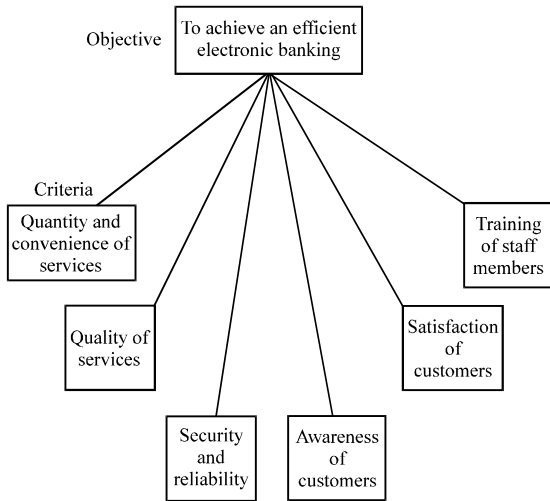 Objective
To achieve an efficient
electronic banking
Criteria
Quantity and
convenience of
services
Training
of staff
members
Quality of
services
Satisfaction
of
customers
Security
and
reliability
Awareness
of
customers